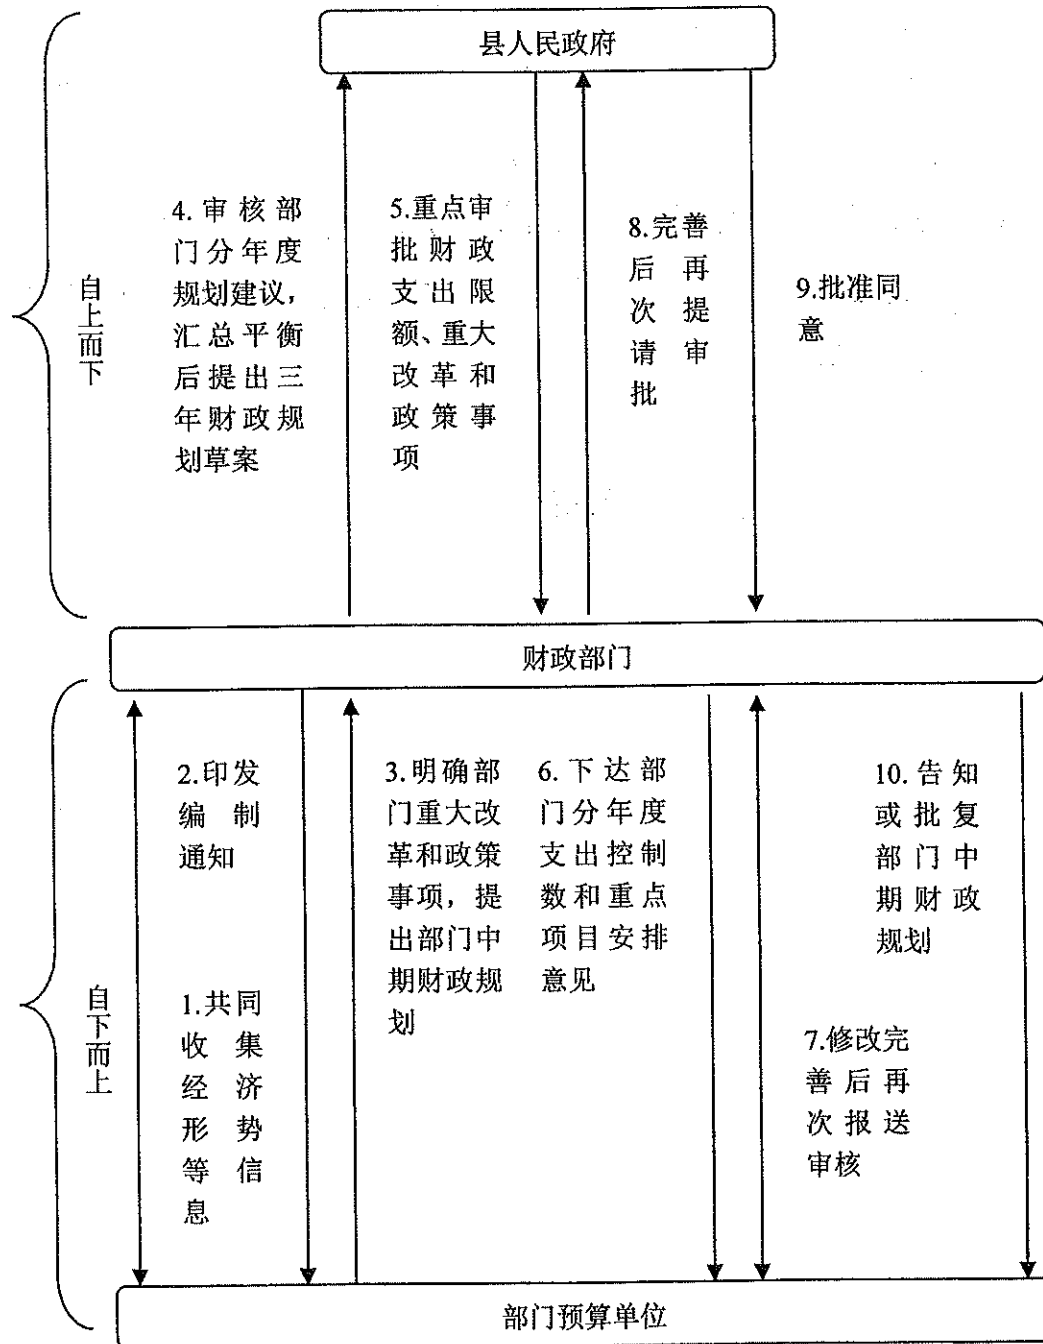 县人民政府
4. 审核部
门分年度
规划建议，
汇总平衡
后提出三
年财政规
划草案
5.重点审
批财政
支出限
额、重大
改革和
政策事
项
8.完善
后再
次提
请审
批
9.批准同
意
自上而下
财政部门
2.印发
编制
通知
1.共同
收集
经济
形势
等信
息
3.明确部
门重大改
革和政策
事项，提
出部门中
期财政规
划
6. 下达部
门分年度
支出控制
数和重点
项目安排
意见
7.修改完
善后再
次报送
审核
10. 告知
或批复
部门中
期财政
规划
自下而上
部门预算单位